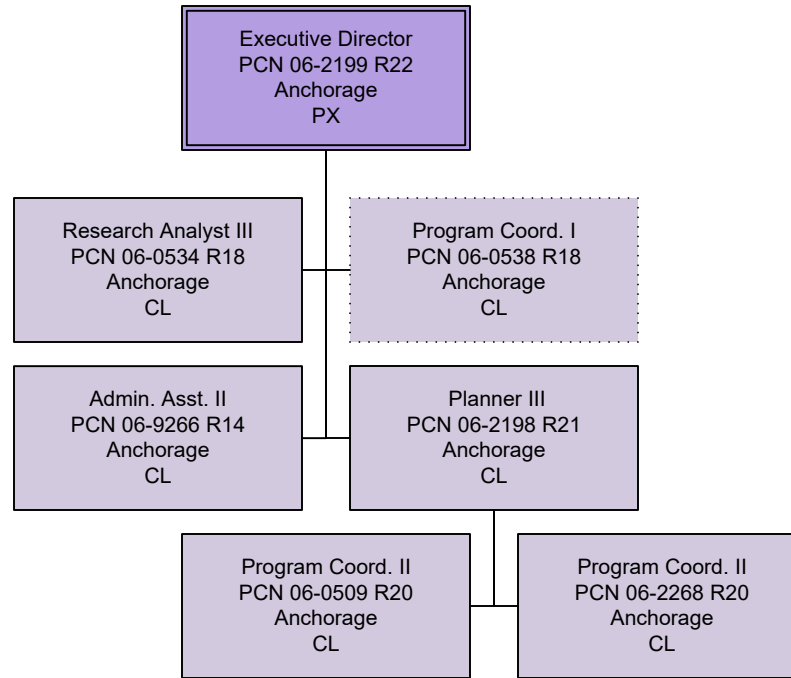 Executive Director
PCN 06-2199 R22
Anchorage
PX
Research Analyst III
PCN 06-0534 R18
Anchorage
CL
Program Coord. I
PCN 06-0538 R18
Anchorage
CL
Admin. Asst. II
PCN 06-9266 R14
Anchorage
CL
Planner III
PCN 06-2198 R21
Anchorage
CL
Program Coord. II
PCN 06-0509 R20
Anchorage
CL
Program Coord. II
PCN 06-2268 R20
Anchorage
CL